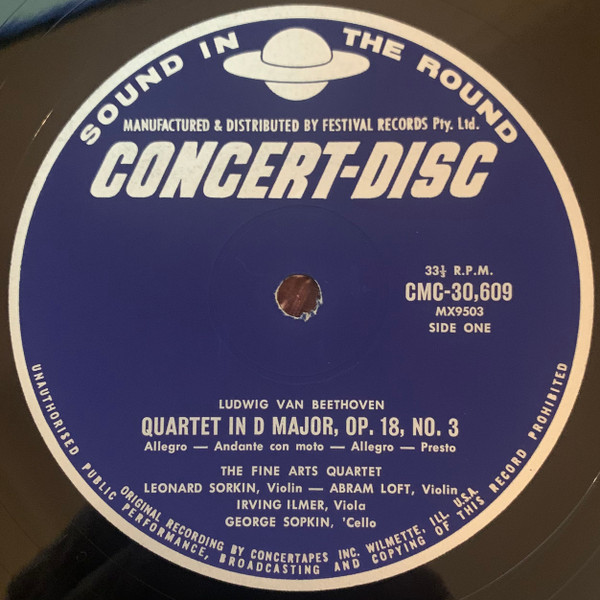 SOUND IN THE ROUND
MANUFACTURED & DISTRIBUTED BY FESTIVAL RECORDS Pty. Ltd.
CONCERT-DISC
33⅓ R.P.M.
CMC-30,609
MX9503
SIDE ONE
LUDWIG VAN BEETHOVEN
QUARTET IN D MAJOR, OP. 18, NO. 3
Allegro — Andante con moto — Allegro — Presto
THE FINE ARTS QUARTET
LEONARD SORKIN, Violin — ABRAM LOFT, Violin
IRVING ILMER, Viola
GEORGE SOPKIN, 'Cello
ORIGINAL RECORDING BY CONCERTAPES INC. WILMETTE, ILL. U.S.A.
UNAUTHORISED PUBLIC PERFORMANCE, BROADCASTING AND COPYING OF THIS RECORD PROHIBITED